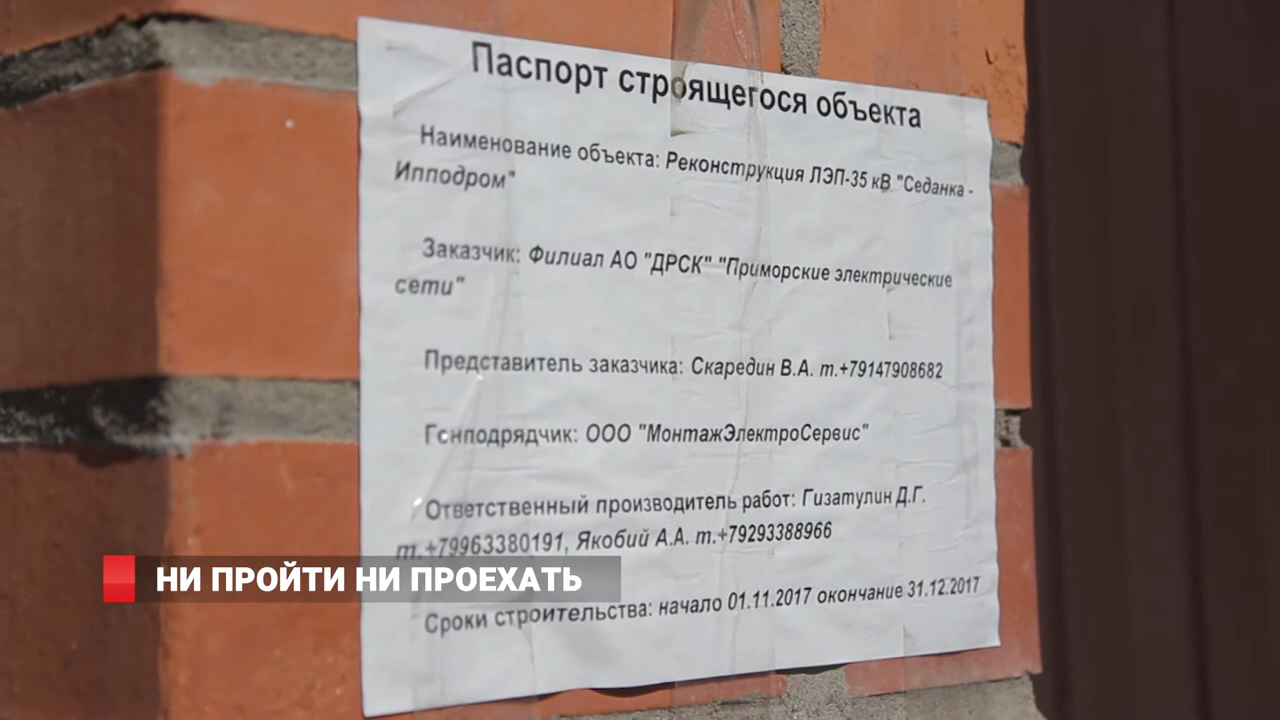 Паспорт строящегося объекта
Наименование объекта: Реконструкция ЛЭП-35 кВ "Седанка -
Ипподром"
Заказчик: Филиал АО "ДРСК" "Приморские электрические
сети"
Представитель заказчика: Скаредин В.А. т.+79147908682
Генподрядчик: ООО "МонтажЭлектроСервис"
Ответственный производитель работ: Гизатулин Д.Г.
т.+79963380191, Якобий А.А. т.+79293388966
НИ ПРОЙТИ НИ ПРОЕХАТЬ
Сроки строительства: начало 01.11.2017 окончание 31.12.2017